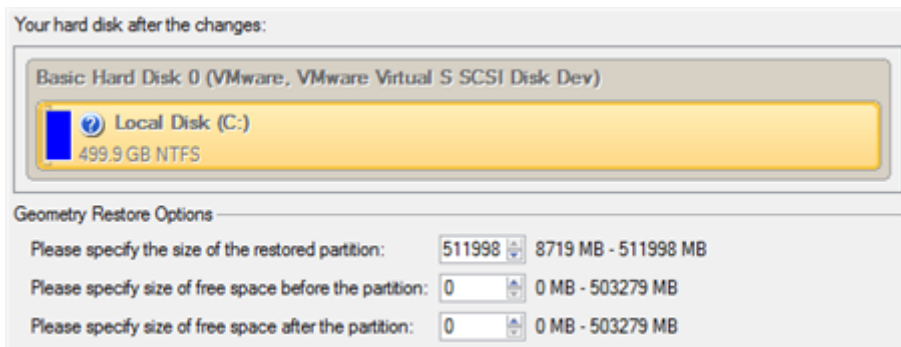 Your hard disk after the changes:
Basic Hard Disk 0 (VMware, VMware Virtual S SCSI Disk Dev)
Local Disk (C:)
499.9 GB NTFS
Geometry Restore Options
Please specify the size of the restored partition: 511998 8719 MB - 511998 MB
Please specify size of free space before the partition: 0 0 MB - 503279 MB
Please specify size of free space after the partition: 0 0 MB - 503279 MB